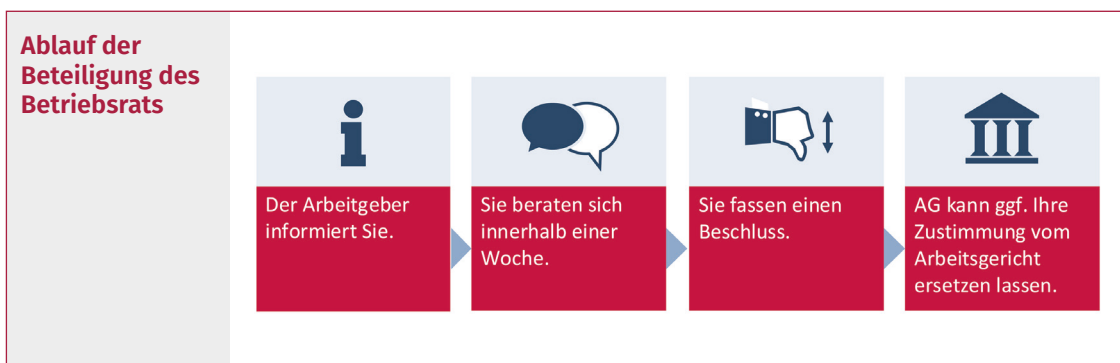 Ablauf der
Beteiligung des
Betriebsrats
Der Arbeitgeber
informiert Sie.
Sie beraten sich
innerhalb einer
Woche.
Sie fassen einen
Beschluss.
AG kann ggf. Ihre
Zustimmung vom
Arbeitsgericht
ersetzen lassen.